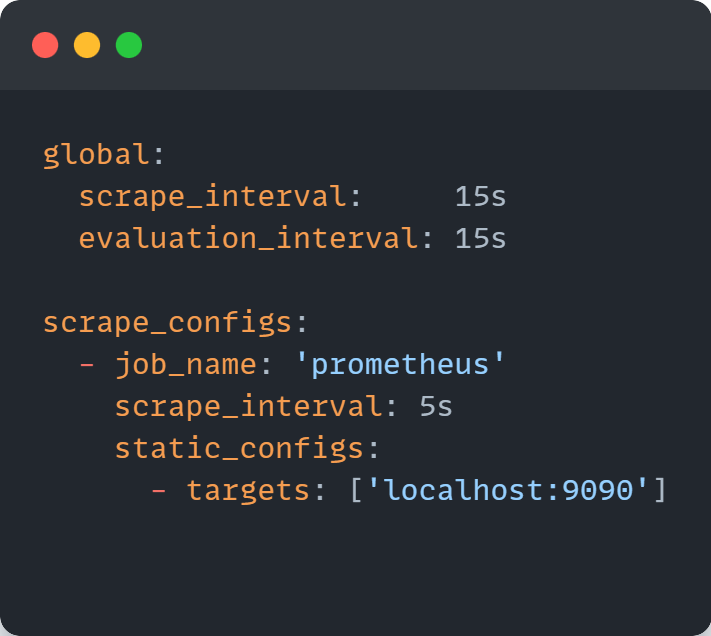 global:
  scrape_interval:     15s
  evaluation_interval: 15s

scrape_configs:
  - job_name: 'prometheus'
    scrape_interval: 5s
    static_configs:
      - targets: ['localhost:9090']